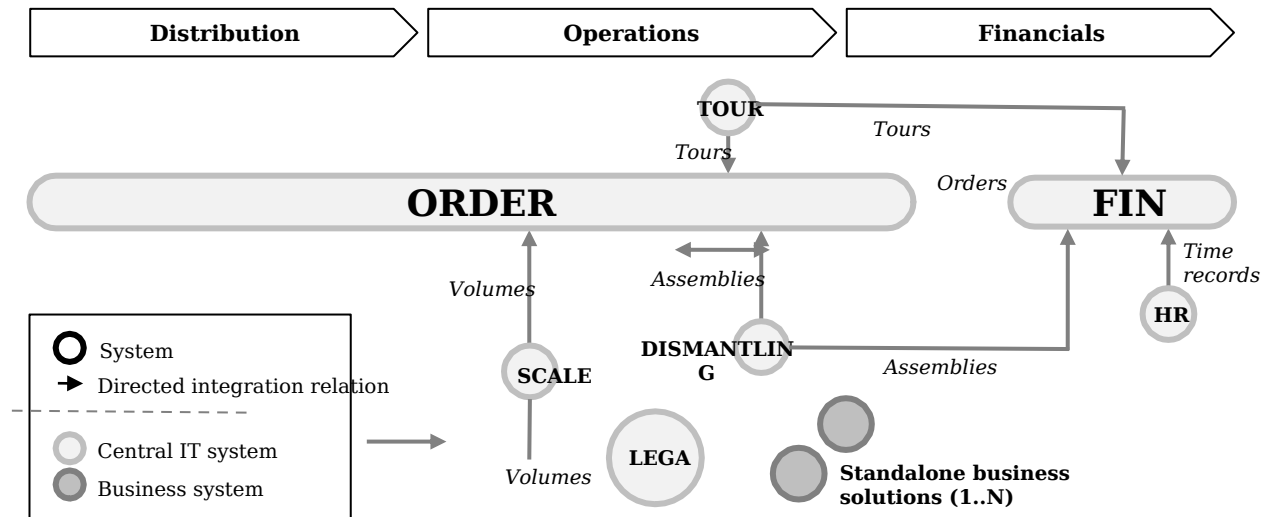 Distribution
Operations
Financials
TOUR
Tours
Tours
Orders
ORDER
FIN
Volumes
Assemblies
Time
records
HR
DISMANTLIN
G
SCALE
Assemblies
System
Directed integration relation
Central IT system
Business system
LEGA
Volumes
Standalone business
solutions (1..N)